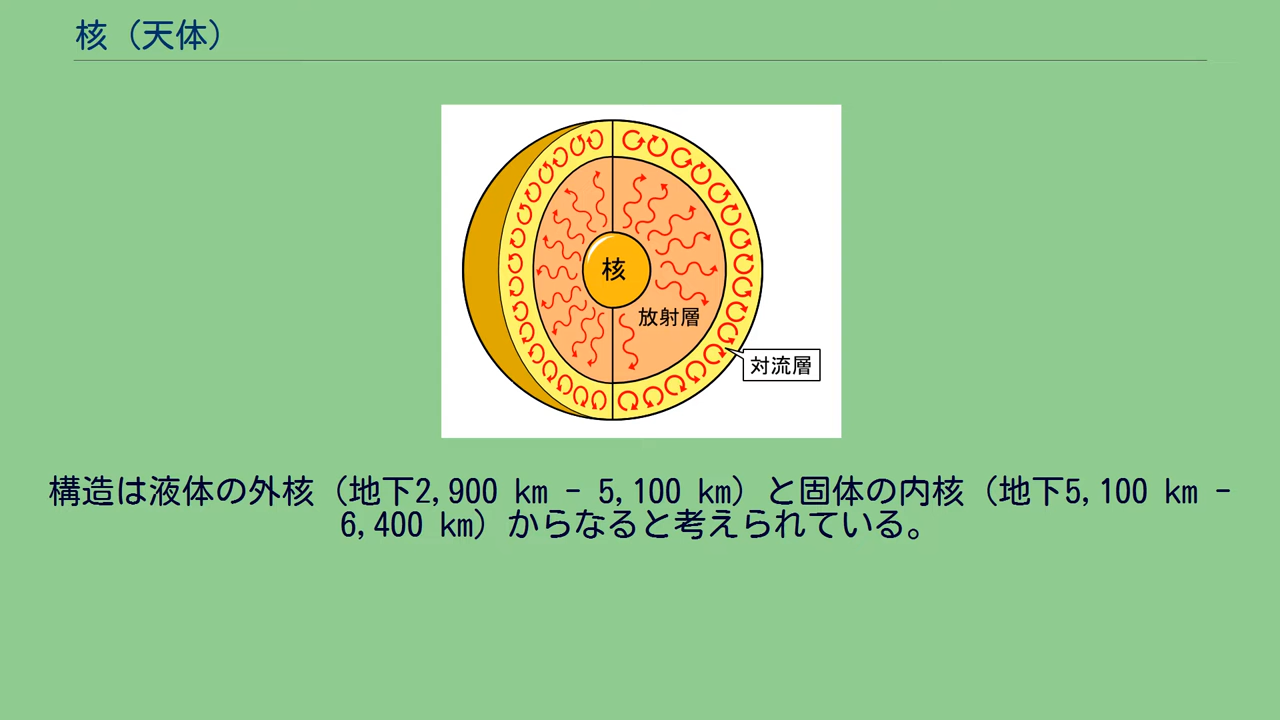 核（天体）
核
放射層
対流層
構造は液体の外核（地下2,900 km - 5,100 km）と固体の内核（地下5,100 km -
6,400 km）からなると考えられている。